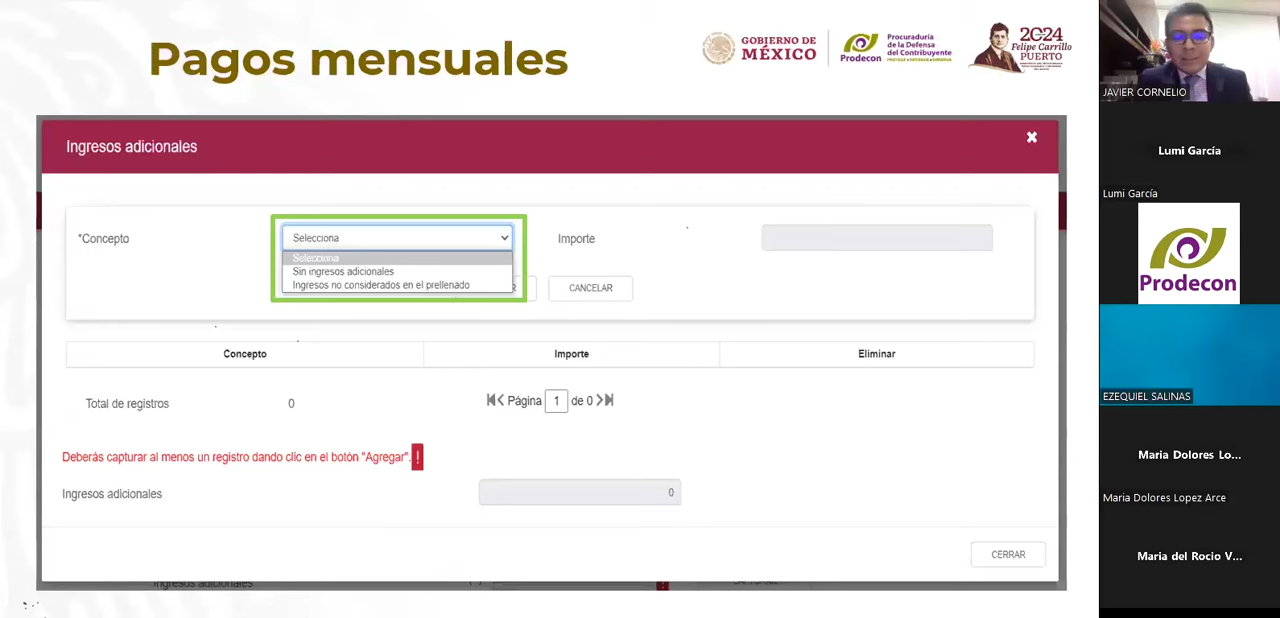 Pagos mensuales
GOBIERNO DE
MÉXICO
Prodecon
Procuraduría
de la Defensa
del Contribuyente
2024
Felipe Carrillo
PUERTO
Ingresos adicionales
*Concepto
Selecciona
Importe
Selecciona
Sin ingresos adicionales
Ingresos no considerados en el prellenado
R
CANCELAR
Concepto
Importe
Eliminar
Total de registros
0
Página 1 de 0
Deberás capturar al menos un registro dando clic en el botón "Agregar". !
Ingresos adicionales
0
CERRAR
Ingresos adicionales
JAVIER CORNELIO
Lumi García
Lumi García
Prodecon
EZEQUIEL SALINAS
Maria Dolores Lo...
Maria Dolores Lopez Arce
Maria del Rocio V...